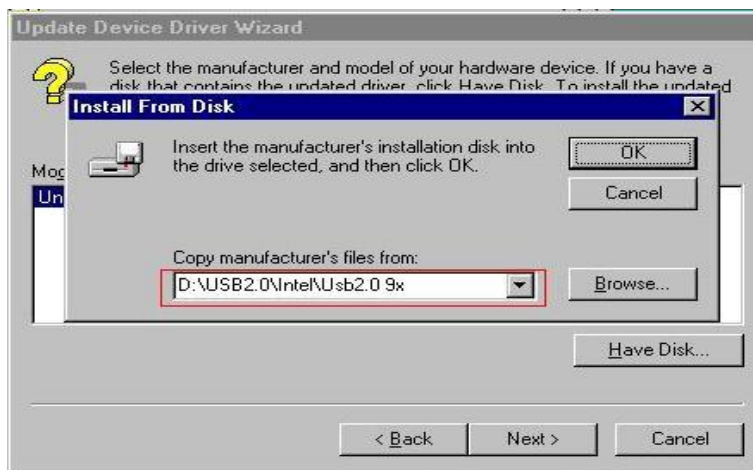 Update Device Driver Wizard
Select the manufacturer and model of your hardware device. If you have a
disk that contains the updated driver, click Have Disk. To install the updated
Install From Disk
Insert the manufacturer's installation disk into
the drive selected, and then click OK.
OK
Cancel
Mod
Un
Copy manufacturer's files from:
D:\USB2.0\Intel\Usb2.0 9x
Browse...
Have Disk...
< Back
Next >
Cancel